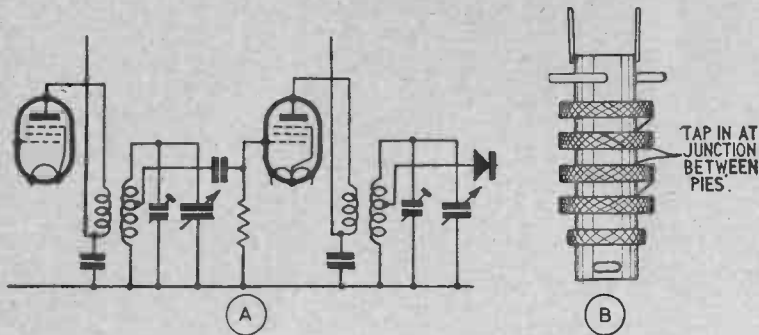 TAP IN AT
JUNCTION
BETWEEN
PIES.
A
B